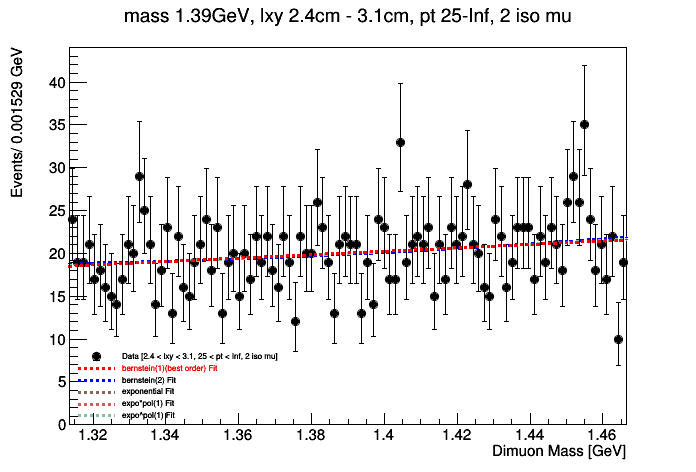 mass 1.39GeV, lxy 2.4cm - 3.1cm, pt 25-Inf, 2 iso mu
Events/ 0.001529 GeV
40
35
30
25
20
15
10
5
0
Data [2.4 < lxy < 3.1, 25 < pt < Inf, 2 iso mu]
bernstein(1)(best order) Fit
bernstein(2) Fit
exponential Fit
expo*pol(1) Fit
expo^pol(1) Fit
1.32 1.34 1.36 1.38 1.4 1.42 1.44 1.46
Dimuon Mass [GeV]